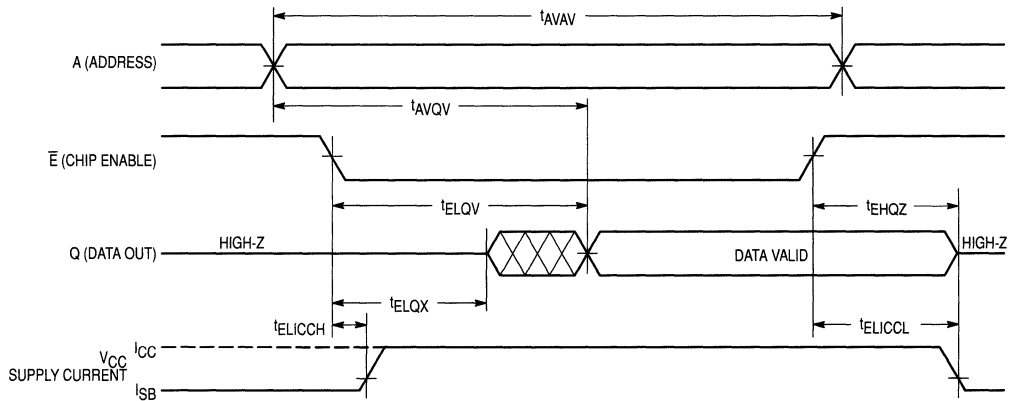 tAVAV
A (ADDRESS)
tAVQV
E̅ (CHIP ENABLE)
tELQV
tEHQZ
Q (DATA OUT)
HIGH-Z
DATA VALID
HIGH-Z
tELQX
tELICCH
tELICCL
VCC
SUPPLY CURRENT
ICC
ISB